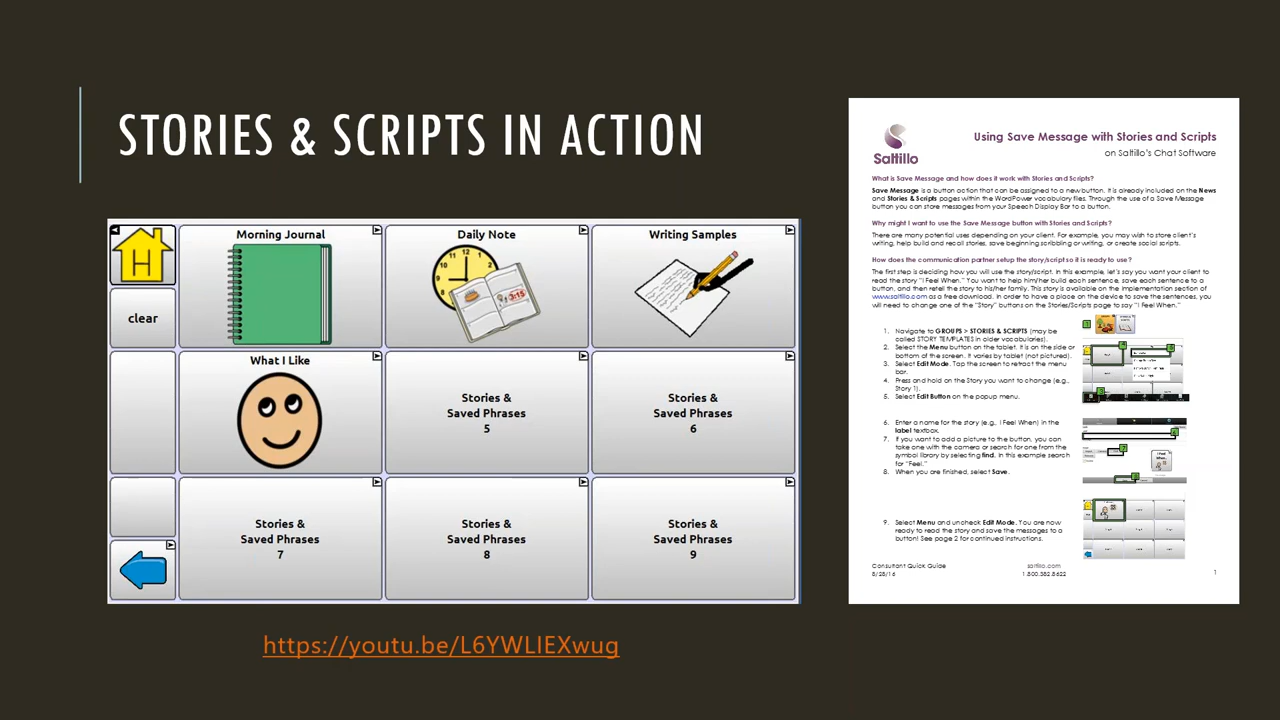 STORIES & SCRIPTS IN ACTION
H
Morning Journal
Daily Note
Writing Samples
clear
What I Like
Stories &
Saved Phrases
5
Stories &
Saved Phrases
6
Stories &
Saved Phrases
7
Stories &
Saved Phrases
8
Stories &
Saved Phrases
9
https://youtu.be/L6YWLIEXwug
Saltillo
Using Save Message with Stories and Scripts
on Saltillo's Chat Software
What is Save Message and how does it work with Stories and Scripts?
Save Message is a button action that can be assigned to a new button. It is already included on the News
and Stories & Scripts pages within the WordPower vocabulary files. Through the use of a Save Message
button you can store messages from your Speech Display Bar to a button.
Why might I want to use the Save Message button with Stories and Scripts?
There are many potential uses depending on your client. For example, you may wish to store client's
writing, help build and recall stories, save beginning scribbling or writing, or create social scripts.
How does the communication partner setup the story/script so it is ready to use?
The first step is deciding how you will use the story/script. In this example, let's say you want your client to
read the story "I Feel When." You want to help him/her build each sentence, save each sentence to a
button, and then retell the story to his/her family. This story is available on the Implementation section of
www.saltillo.com as a free download. In order to have a place on the device to save the sentences, you
will need to change one of the "Story" buttons on the Stories/Scripts page to say "I Feel When."
1. Navigate to GROUPS > STORIES & SCRIPTS (may be
called STORY TEMPLATES in older vocabularies).
2. Select the Menu button on the tablet. It is on the side or
bottom of the screen. It varies by tablet (not pictured).
3. Select Edit Mode. Tap the screen to retract the menu
bar.
4. Press and hold on the Story you want to change (e.g.,
Story 1).
5. Select Edit Button on the popup menu.
6. Enter a name for the story (e.g., I Feel When) in the
label textbox.
7. If you want to add a picture to the button, you can
take one with the camera or search for one from the
symbol library by selecting find. In this example search
for "Feel."
8. When you are finished, select Save.
9. Select Menu and uncheck Edit Mode. You are now
ready to read the story and save the messages to a
button! See page 2 for continued instructions.
Consultant Quick Guide
8/28/16
saltillo.com
1.800.382.8622
1